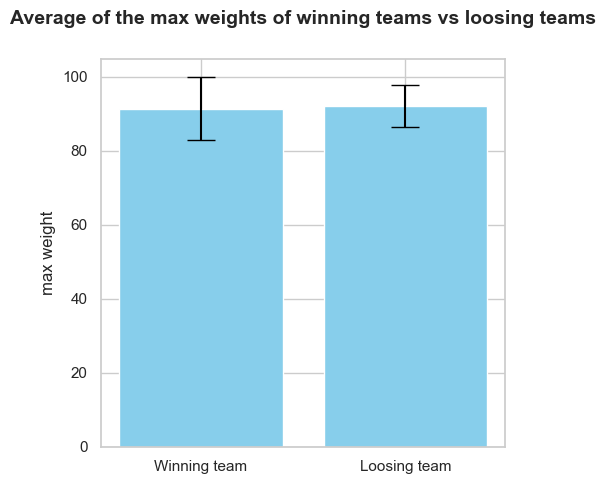 Average of the max weights of winning teams vs loosing teams
100
80
60
40
20
0
max weight
Winning team
Loosing team